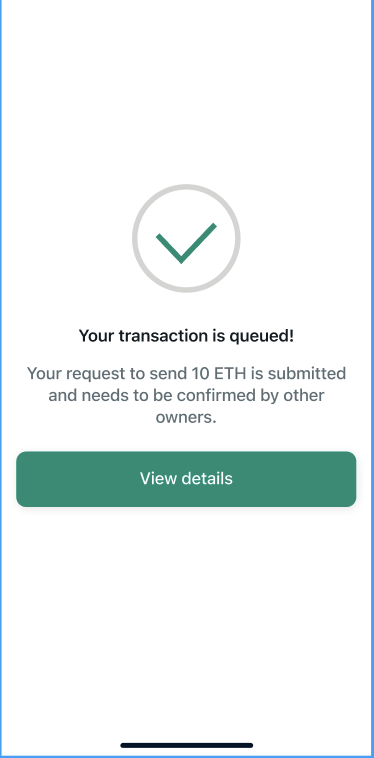 Your transaction is queued!
Your request to send 10 ETH is submitted
and needs to be confirmed by other
owners.
View details